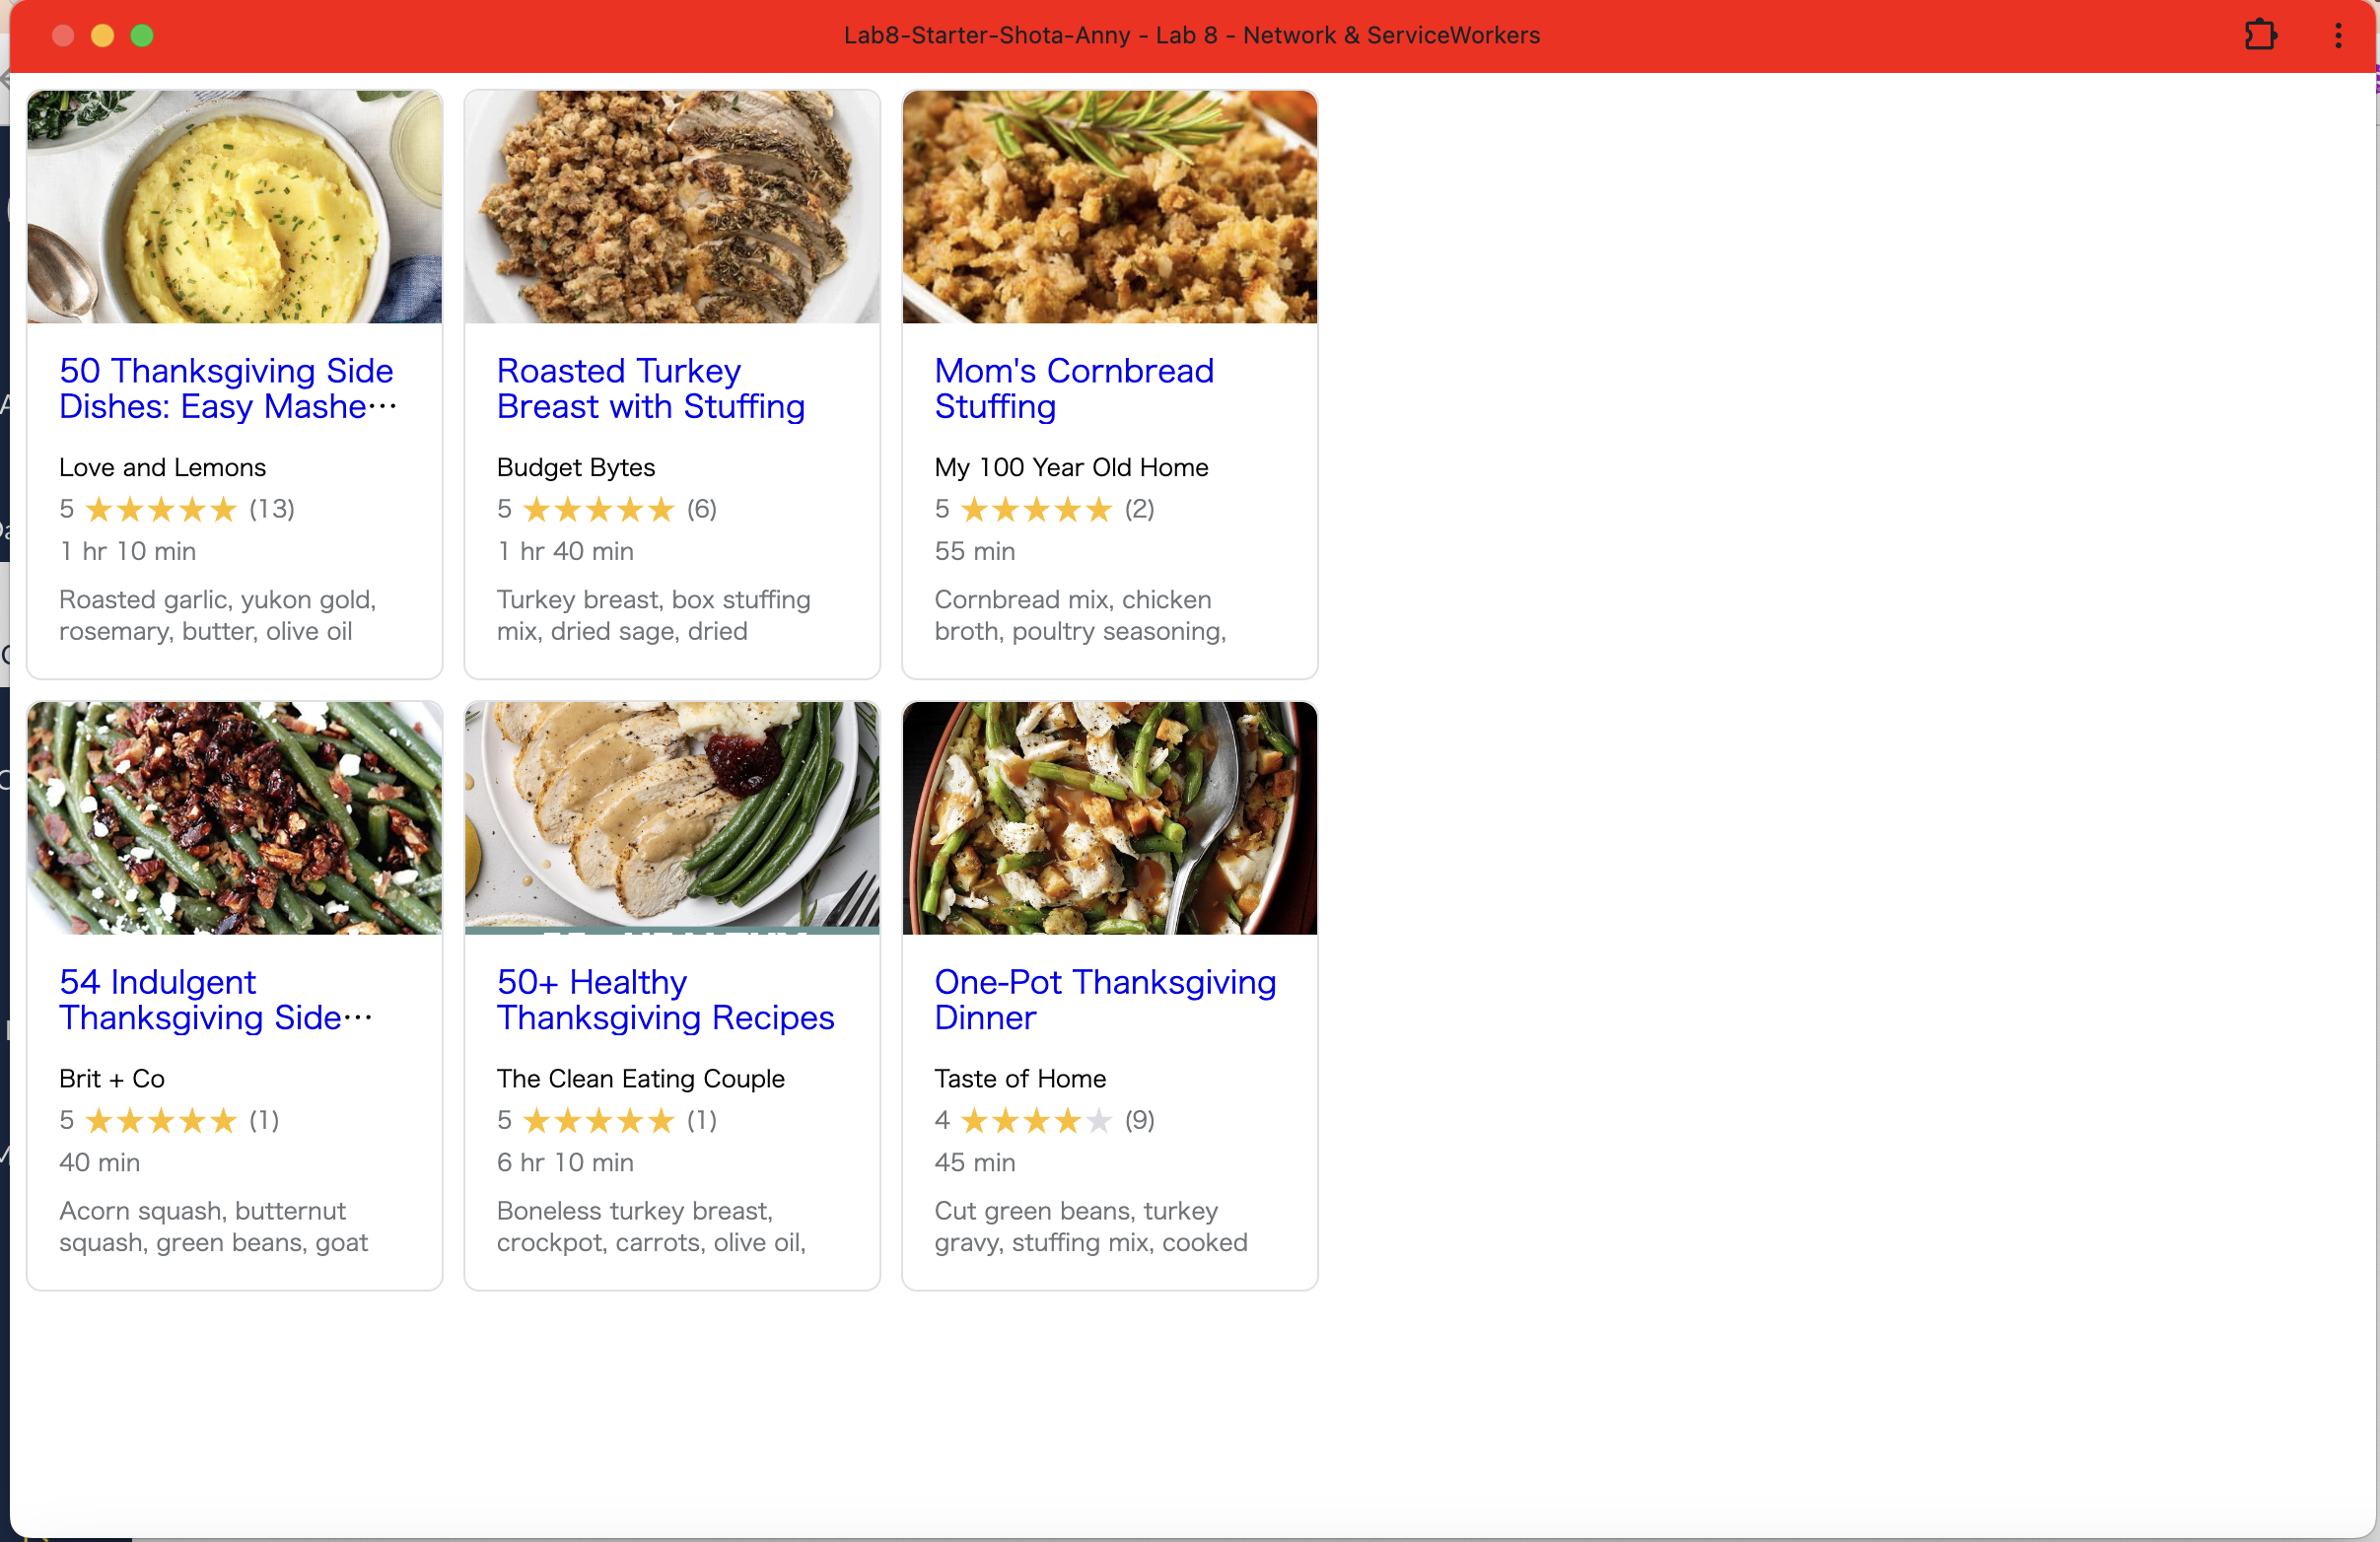 Lab8-Starter-Shota-Anny - Lab 8 - Network & ServiceWorkers
50 Thanksgiving Side
Dishes: Easy Mashe…
Love and Lemons
5 ★★★★★ (13)
1 hr 10 min
Roasted garlic, yukon gold,
rosemary, butter, olive oil
Roasted Turkey
Breast with Stuffing
Budget Bytes
5 ★★★★★ (6)
1 hr 40 min
Turkey breast, box stuffing
mix, dried sage, dried
Mom's Cornbread
Stuffing
My 100 Year Old Home
5 ★★★★★ (2)
55 min
Cornbread mix, chicken
broth, poultry seasoning,
54 Indulgent
Thanksgiving Side…
Brit + Co
5 ★★★★★ (1)
40 min
Acorn squash, butternut
squash, green beans, goat
50+ Healthy
Thanksgiving Recipes
The Clean Eating Couple
5 ★★★★★ (1)
6 hr 10 min
Boneless turkey breast,
crockpot, carrots, olive oil,
One-Pot Thanksgiving
Dinner
Taste of Home
4 ★★★★★ (9)
45 min
Cut green beans, turkey
gravy, stuffing mix, cooked